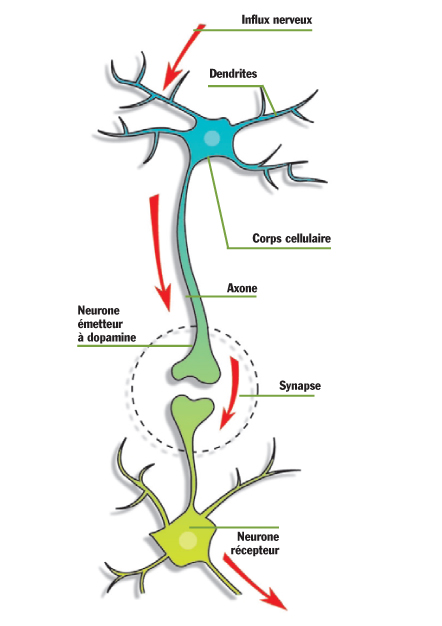 Influx nerveux
Dendrites
Corps cellulaire
Axone
Neurone
émetteur
à dopamine
Synapse
Neurone
récepteur